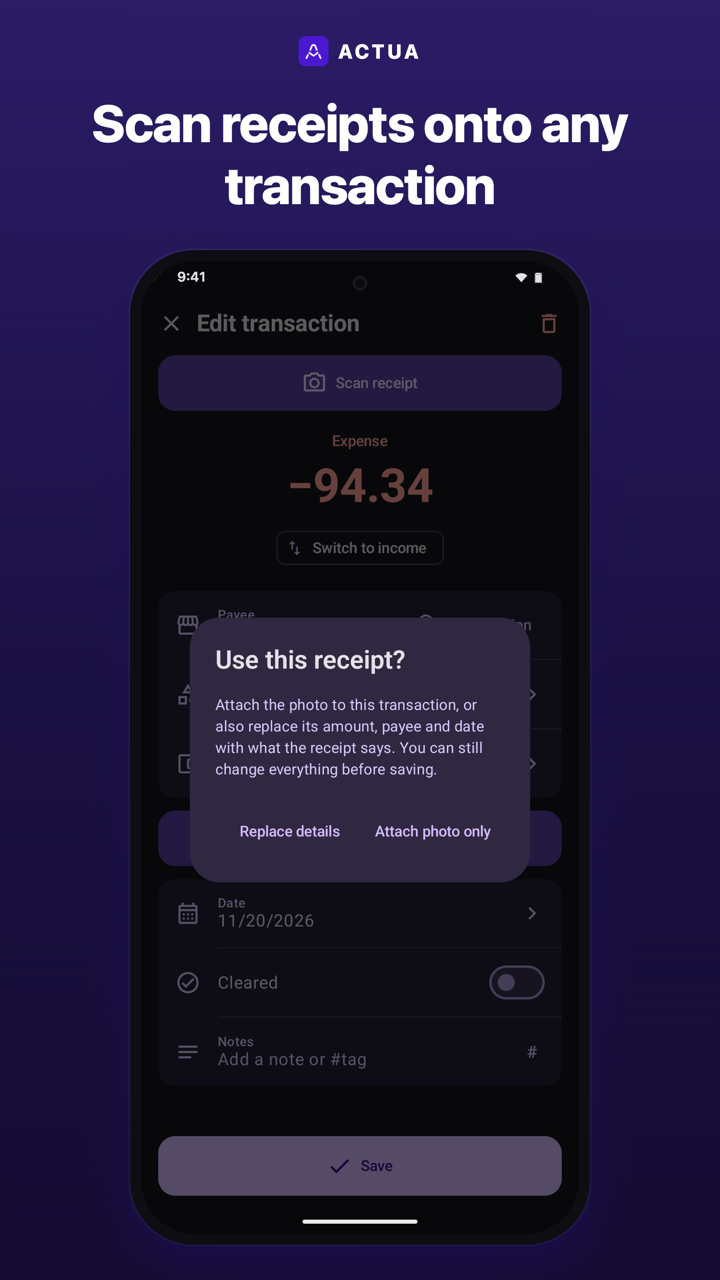 ACTUA
Scan receipts onto any
transaction
9:41
Edit transaction
Scan receipt
Expense
−94.34
Switch to income
Payee
Use this receipt?
Attach the photo to this transaction, or
also replace its amount, payee and date
with what the receipt says. You can still
change everything before saving.
Replace details
Attach photo only
Date
11/20/2026
Cleared
Notes
Add a note or #tag
#
Save